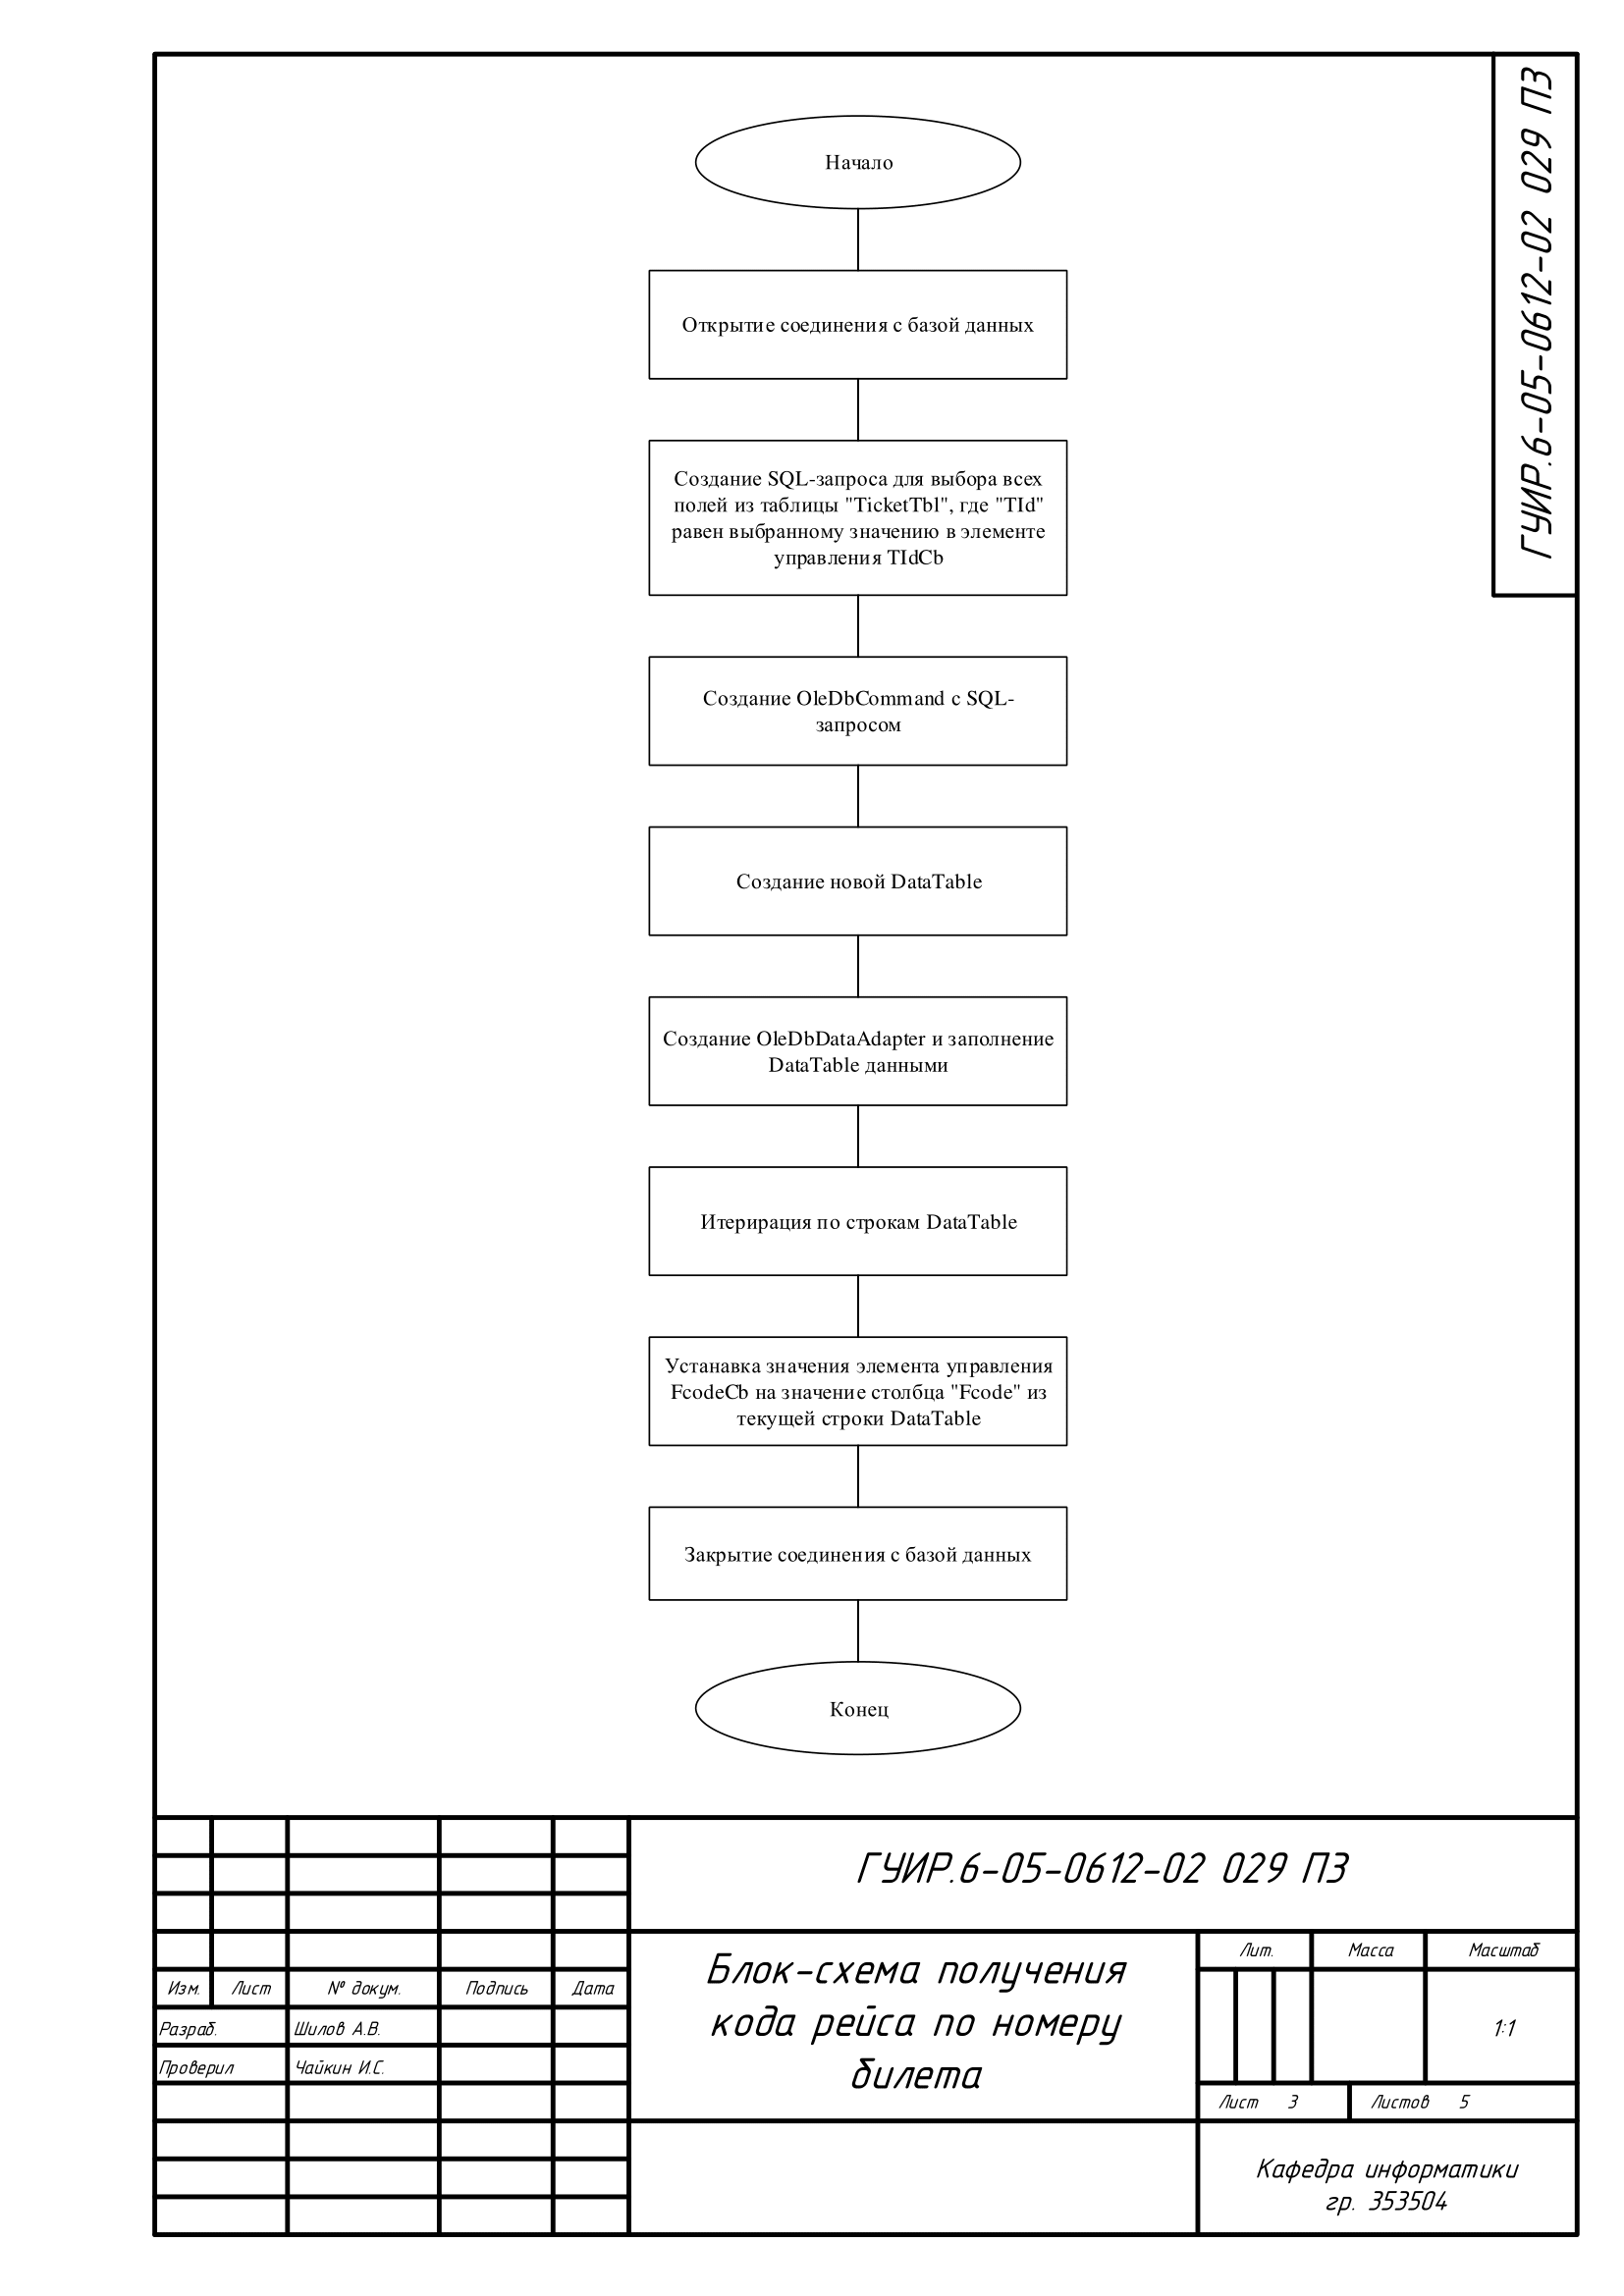 ГУИР.6-05-0612-02 029 ПЗ
Начало
Открытие соединения с базой данных
Создание SQL-запроса для выбора всех
полей из таблицы "TicketTbl", где "TId"
равен выбранному значению в элементе
управления TIdCb
Создание OleDbCommand с SQL-
запросом
Создание новой DataTable
Создание OleDbDataAdapter и заполнение
DataTable данными
Итерирация по строкам DataTable
Устанавка значения элемента управления
FcodeCb на значение столбца "Fcode" из
текущей строки DataTable
Закрытие соединения с базой данных
Конец
ГУИР.6-05-0612-02 029 ПЗ
Изм. Лист № докум. Подпись Дата
Разраб. Шилов А.В.
Проверил Чайкин И.С.
Блок-схема получения
кода рейса по номеру
билета
Лит. Масса Масштаб
1:1
Лист 3 Листов 5
Кафедра информатики
гр. 353504